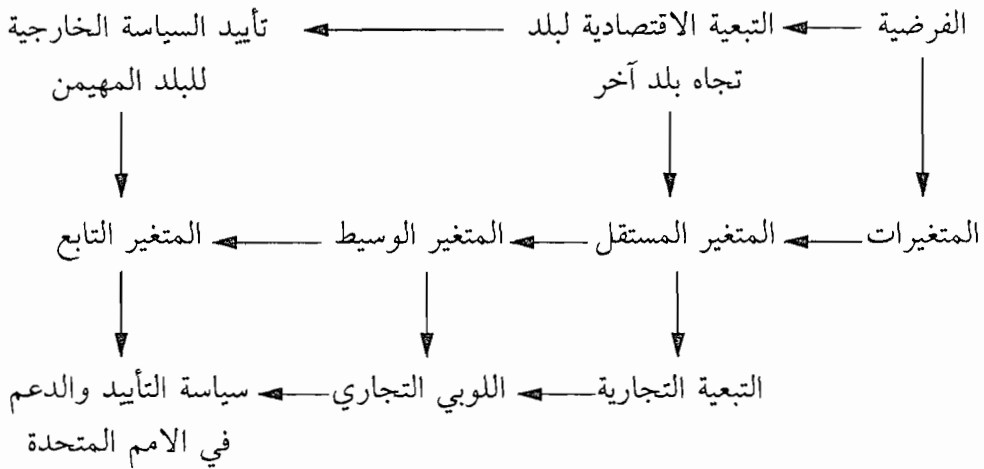 الفرضية التبعية الاقتصادية لبلد تأييد السياسة الخارجية
تجاه بلد آخر للبلد المهيمن
المتغيرات المتغير المستقل المتغير الوسيط المتغير التابع
التبعية التجارية اللوبي التجاري سياسة التأييد والدعم
في الامم المتحدة